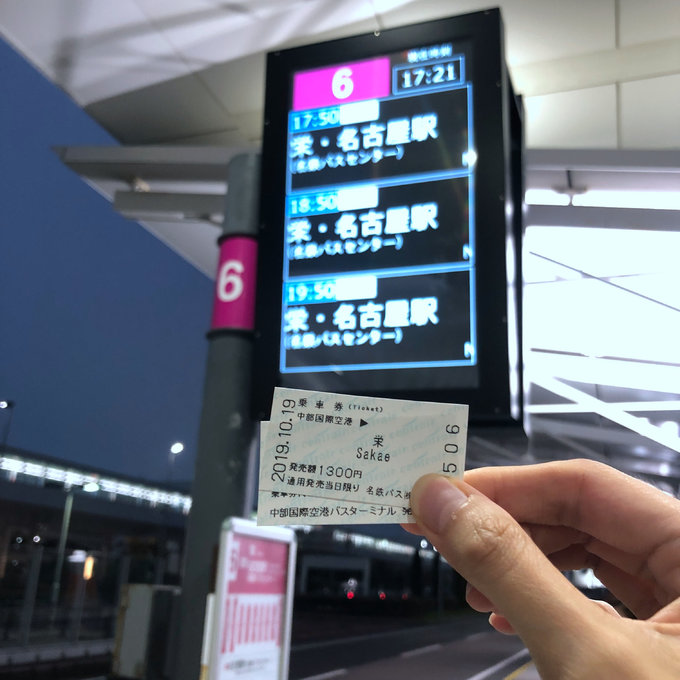 6
17:21
17:50
栄・名古屋駅
(名鉄バスセンター)
18:50
栄・名古屋駅
(名鉄バスセンター)
19:50
栄・名古屋駅
(名鉄バスセンター)
6
2019.10.19
乗車券(Ticket)
中部国際空港 ▶
栄
Sakae
発売額1300円
通用発売当日限り 名鉄バス
506
乗車券
中部国際空港バスターミナル 発